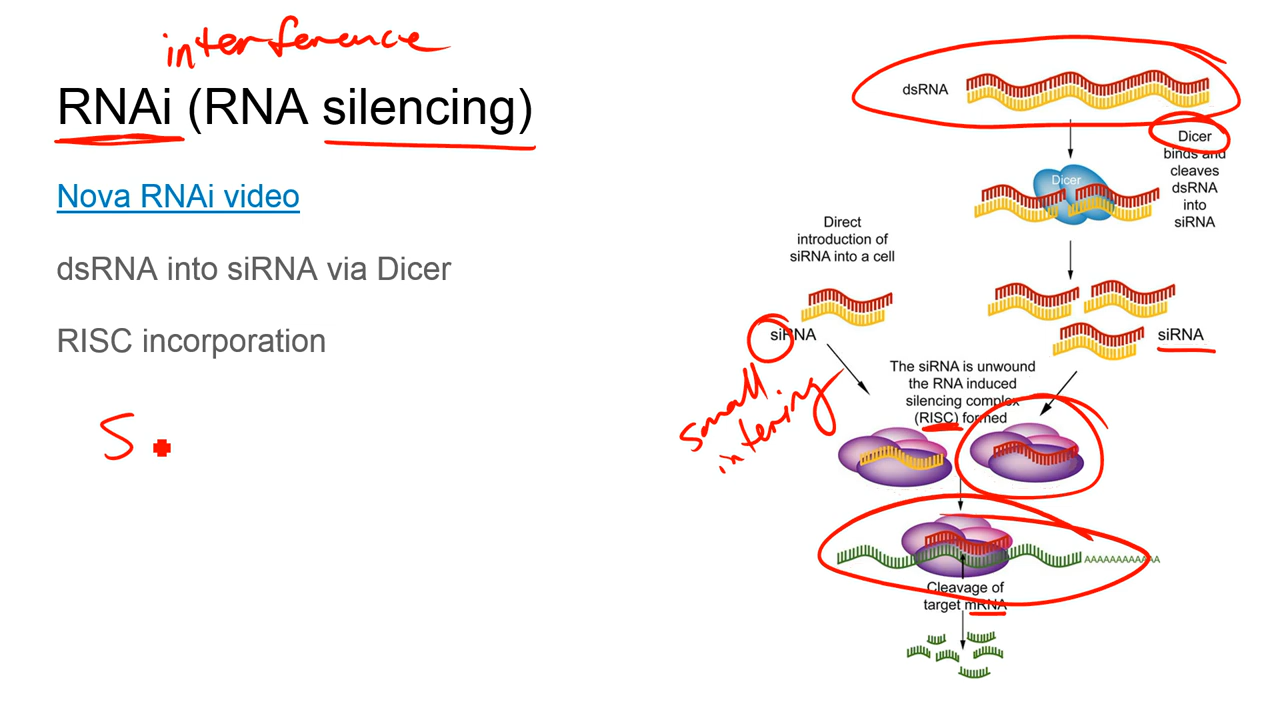 interference
RNAi (RNA silencing)
Nova RNAi video
dsRNA into siRNA via Dicer
RISC incorporation
S
dsRNA
Dicer
binds and
cleaves
dsRNA
into
siRNA
Dicer
Direct
introduction of
siRNA into a cell
siRNA
siRNA
small
The siRNA is unwound
the RNA induced
silencing complex
(RISC) formed
AAAAAAAAAAAA
Cleavage of
target mRNA